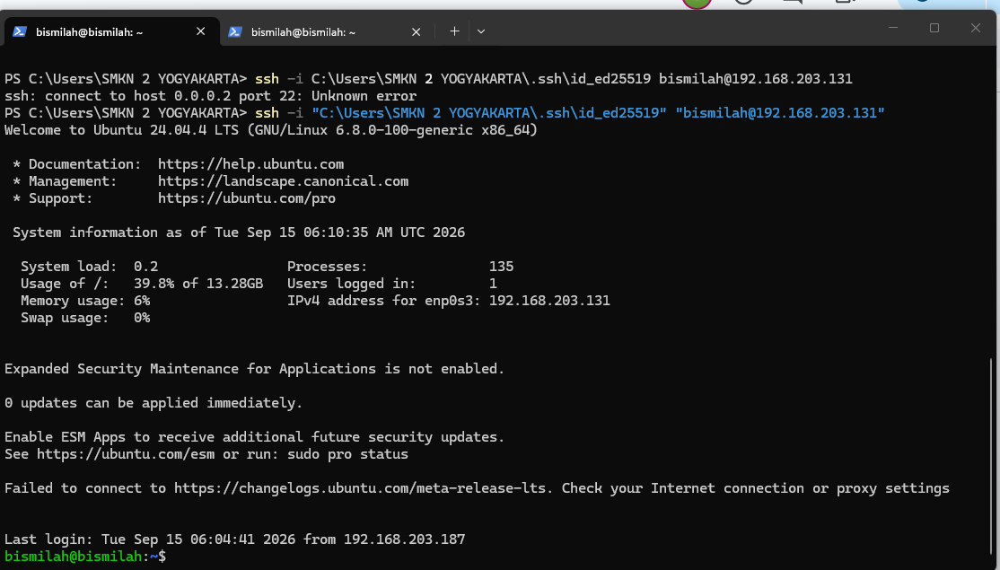 bismilah@bismilah: ~
bismilah@bismilah: ~
PS C:\Users\SMKN 2 YOGYAKARTA> ssh -i C:\Users\SMKN 2 YOGYAKARTA\.ssh\id_ed25519 bismilah@192.168.203.131
ssh: connect to host 0.0.0.2 port 22: Unknown error
PS C:\Users\SMKN 2 YOGYAKARTA> ssh -i "C:\Users\SMKN 2 YOGYAKARTA\.ssh\id_ed25519" "bismilah@192.168.203.131"
Welcome to Ubuntu 24.04.4 LTS (GNU/Linux 6.8.0-100-generic x86_64)
* Documentation: https://help.ubuntu.com
* Management: https://landscape.canonical.com
* Support: https://ubuntu.com/pro
System information as of Tue Sep 15 06:10:35 AM UTC 2026
System load: 0.2 Processes: 135
Usage of /: 39.8% of 13.28GB Users logged in: 1
Memory usage: 6% IPv4 address for enp0s3: 192.168.203.131
Swap usage: 0%
Expanded Security Maintenance for Applications is not enabled.
0 updates can be applied immediately.
Enable ESM Apps to receive additional future security updates.
See https://ubuntu.com/esm or run: sudo pro status
Failed to connect to https://changelogs.ubuntu.com/meta-release-lts. Check your Internet connection or proxy settings
Last login: Tue Sep 15 06:04:41 2026 from 192.168.203.187
bismilah@bismilah:~$